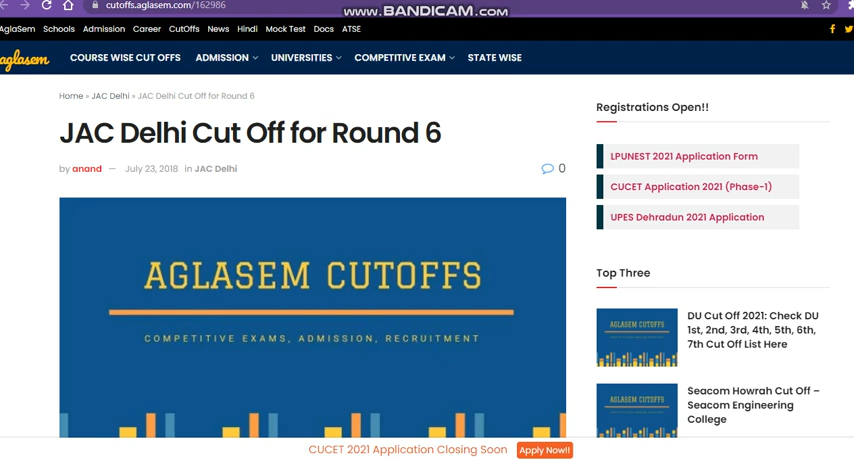 cutoffs.aglasem.com/162986
www.BANDICAM.com
AglaSem Schools Admission Career CutOffs News Hindi Mock Test Docs ATSE
aglasem COURSE WISE CUT OFFS ADMISSION UNIVERSITIES COMPETITIVE EXAM STATE WISE
Home » JAC Delhi » JAC Delhi Cut Off for Round 6
JAC Delhi Cut Off for Round 6
by anand — July 23, 2018 in JAC Delhi 0
AGLASEM CUTOFFS
COMPETITIVE EXAMS, ADMISSION, RECRUITMENT
Registrations Open!!
LPUNEST 2021 Application Form
CUCET Application 2021 (Phase-1)
UPES Dehradun 2021 Application
Top Three
AGLASEM CUTOFFS
DU Cut Off 2021: Check DU
1st, 2nd, 3rd, 4th, 5th, 6th,
7th Cut Off List Here
AGLASEM CUTOFFS
Seacom Howrah Cut Off –
Seacom Engineering
College
CUCET 2021 Application Closing Soon Apply Now!!